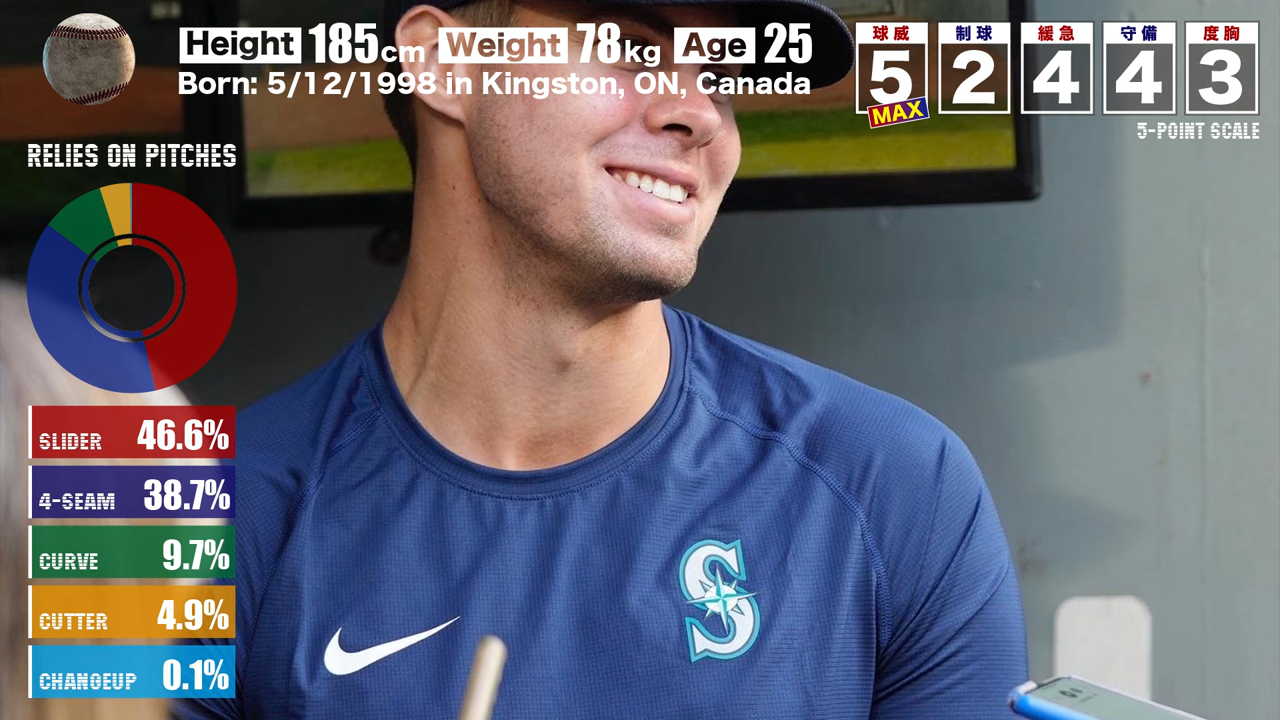 Height 185cm Weight 78kg Age 25
Born: 5/12/1998 in Kingston, ON, Canada
球威 制球 緩急 守備 度胸
5 2 4 4 3
MAX
5-POINT SCALE
RELIES ON PITCHES
SLIDER 46.6%
4-SEAM 38.7%
CURVE 9.7%
CUTTER 4.9%
CHANGEUP 0.1%
S